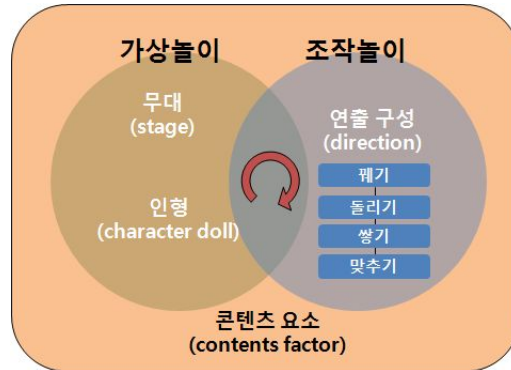 가상놀이
조작놀이
무대
(stage)
연출 구성
(direction)
인형
(character doll)
꿰기
돌리기
쌓기
맞추기
콘텐츠 요소
(contents factor)